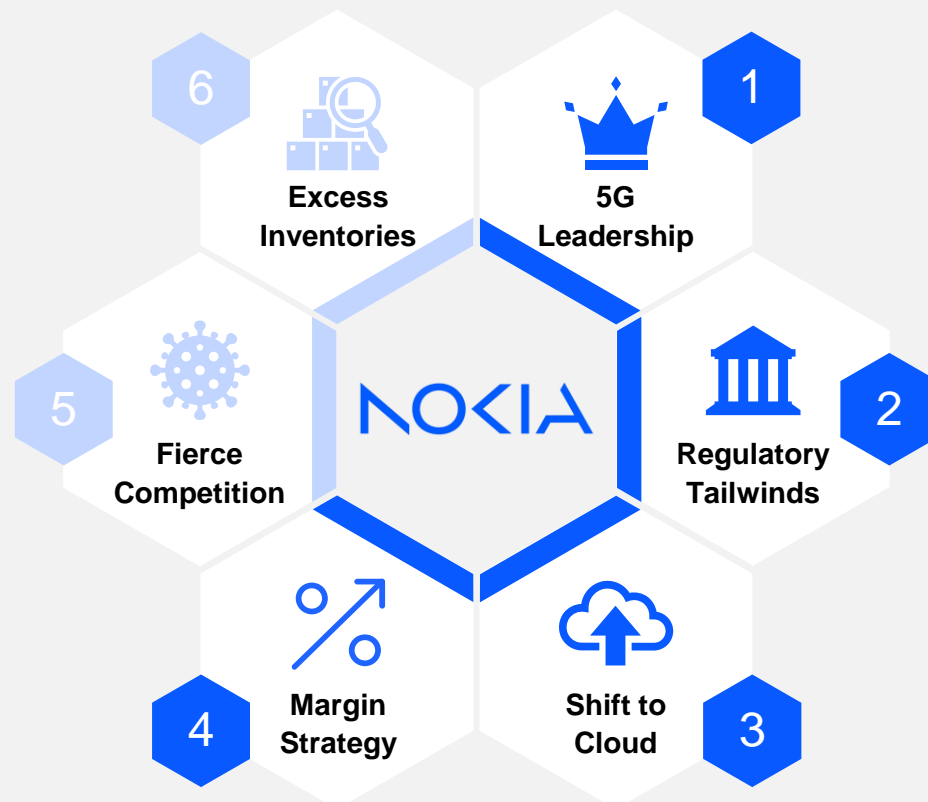 6
1
Excess
Inventories
5G
Leadership
5
Fierce
Competition
NOKIA
Regulatory
Tailwinds
2
4
Margin
Strategy
Shift to
Cloud
3